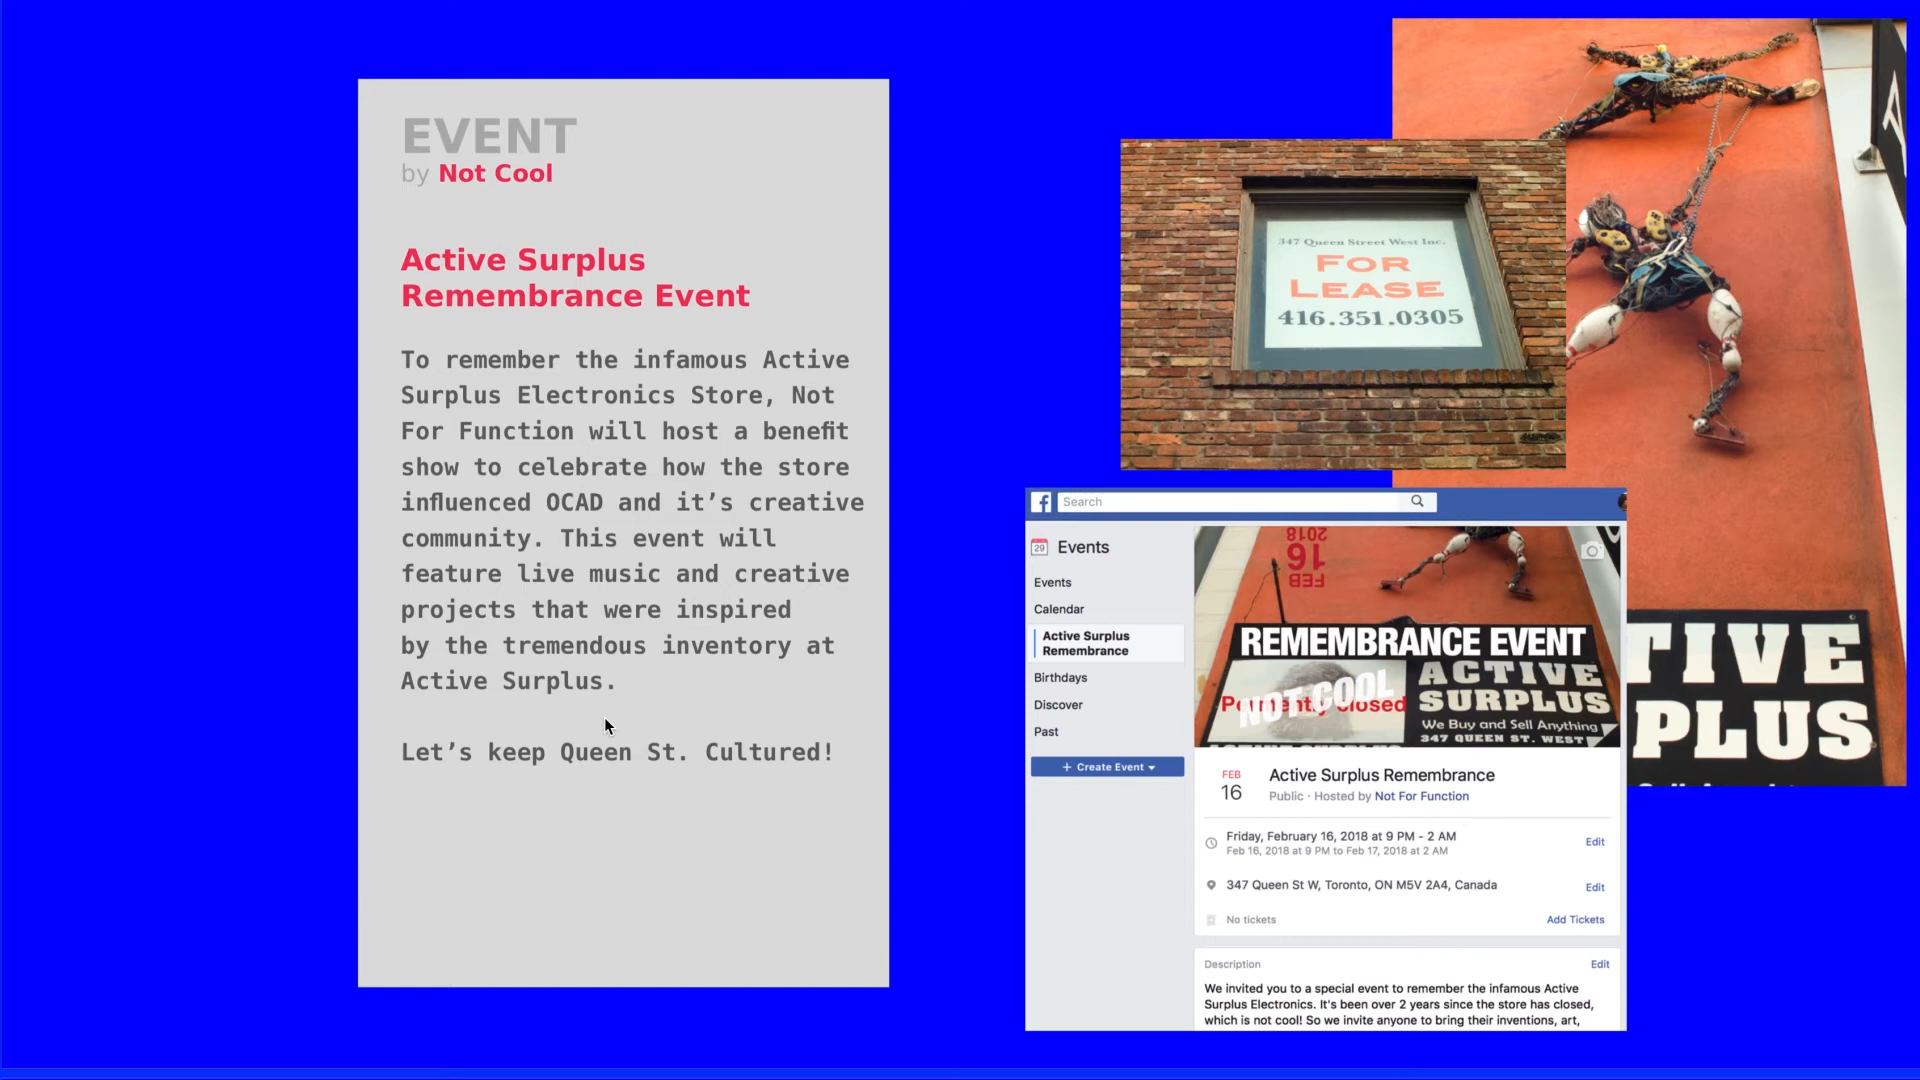 EVENT
by Not Cool
Active Surplus
Remembrance Event
To remember the infamous Active
Surplus Electronics Store, Not
For Function will host a benefit
show to celebrate how the store
influenced OCAD and it’s creative
community. This event will
feature live music and creative
projects that were inspired
by the tremendous inventory at
Active Surplus.
Let’s keep Queen St. Cultured!
347 Queen Street West Inc.
FOR
LEASE
416.351.0305
TIVE
PLUS
Search
29
Events
Events
Calendar
Active Surplus
Remembrance
Birthdays
Discover
Past
+ Create Event
FEB
16
2018
REMEMBRANCE EVENT
NOT COOL
closed
ACTIVE
SURPLUS
We Buy and Sell Anything
347 QUEEN ST. WEST
FEB
16
Active Surplus Remembrance
Public · Hosted by Not For Function
Friday, February 16, 2018 at 9 PM - 2 AM
Feb 16, 2018 at 9 PM to Feb 17, 2018 at 2 AM
Edit
347 Queen St W, Toronto, ON M5V 2A4, Canada
Edit
No tickets
Add Tickets
Description
Edit
We invited you to a special event to remember the infamous Active
Surplus Electronics. It's been over 2 years since the store has closed,
which is not cool! So we invite anyone to bring their inventions, art,